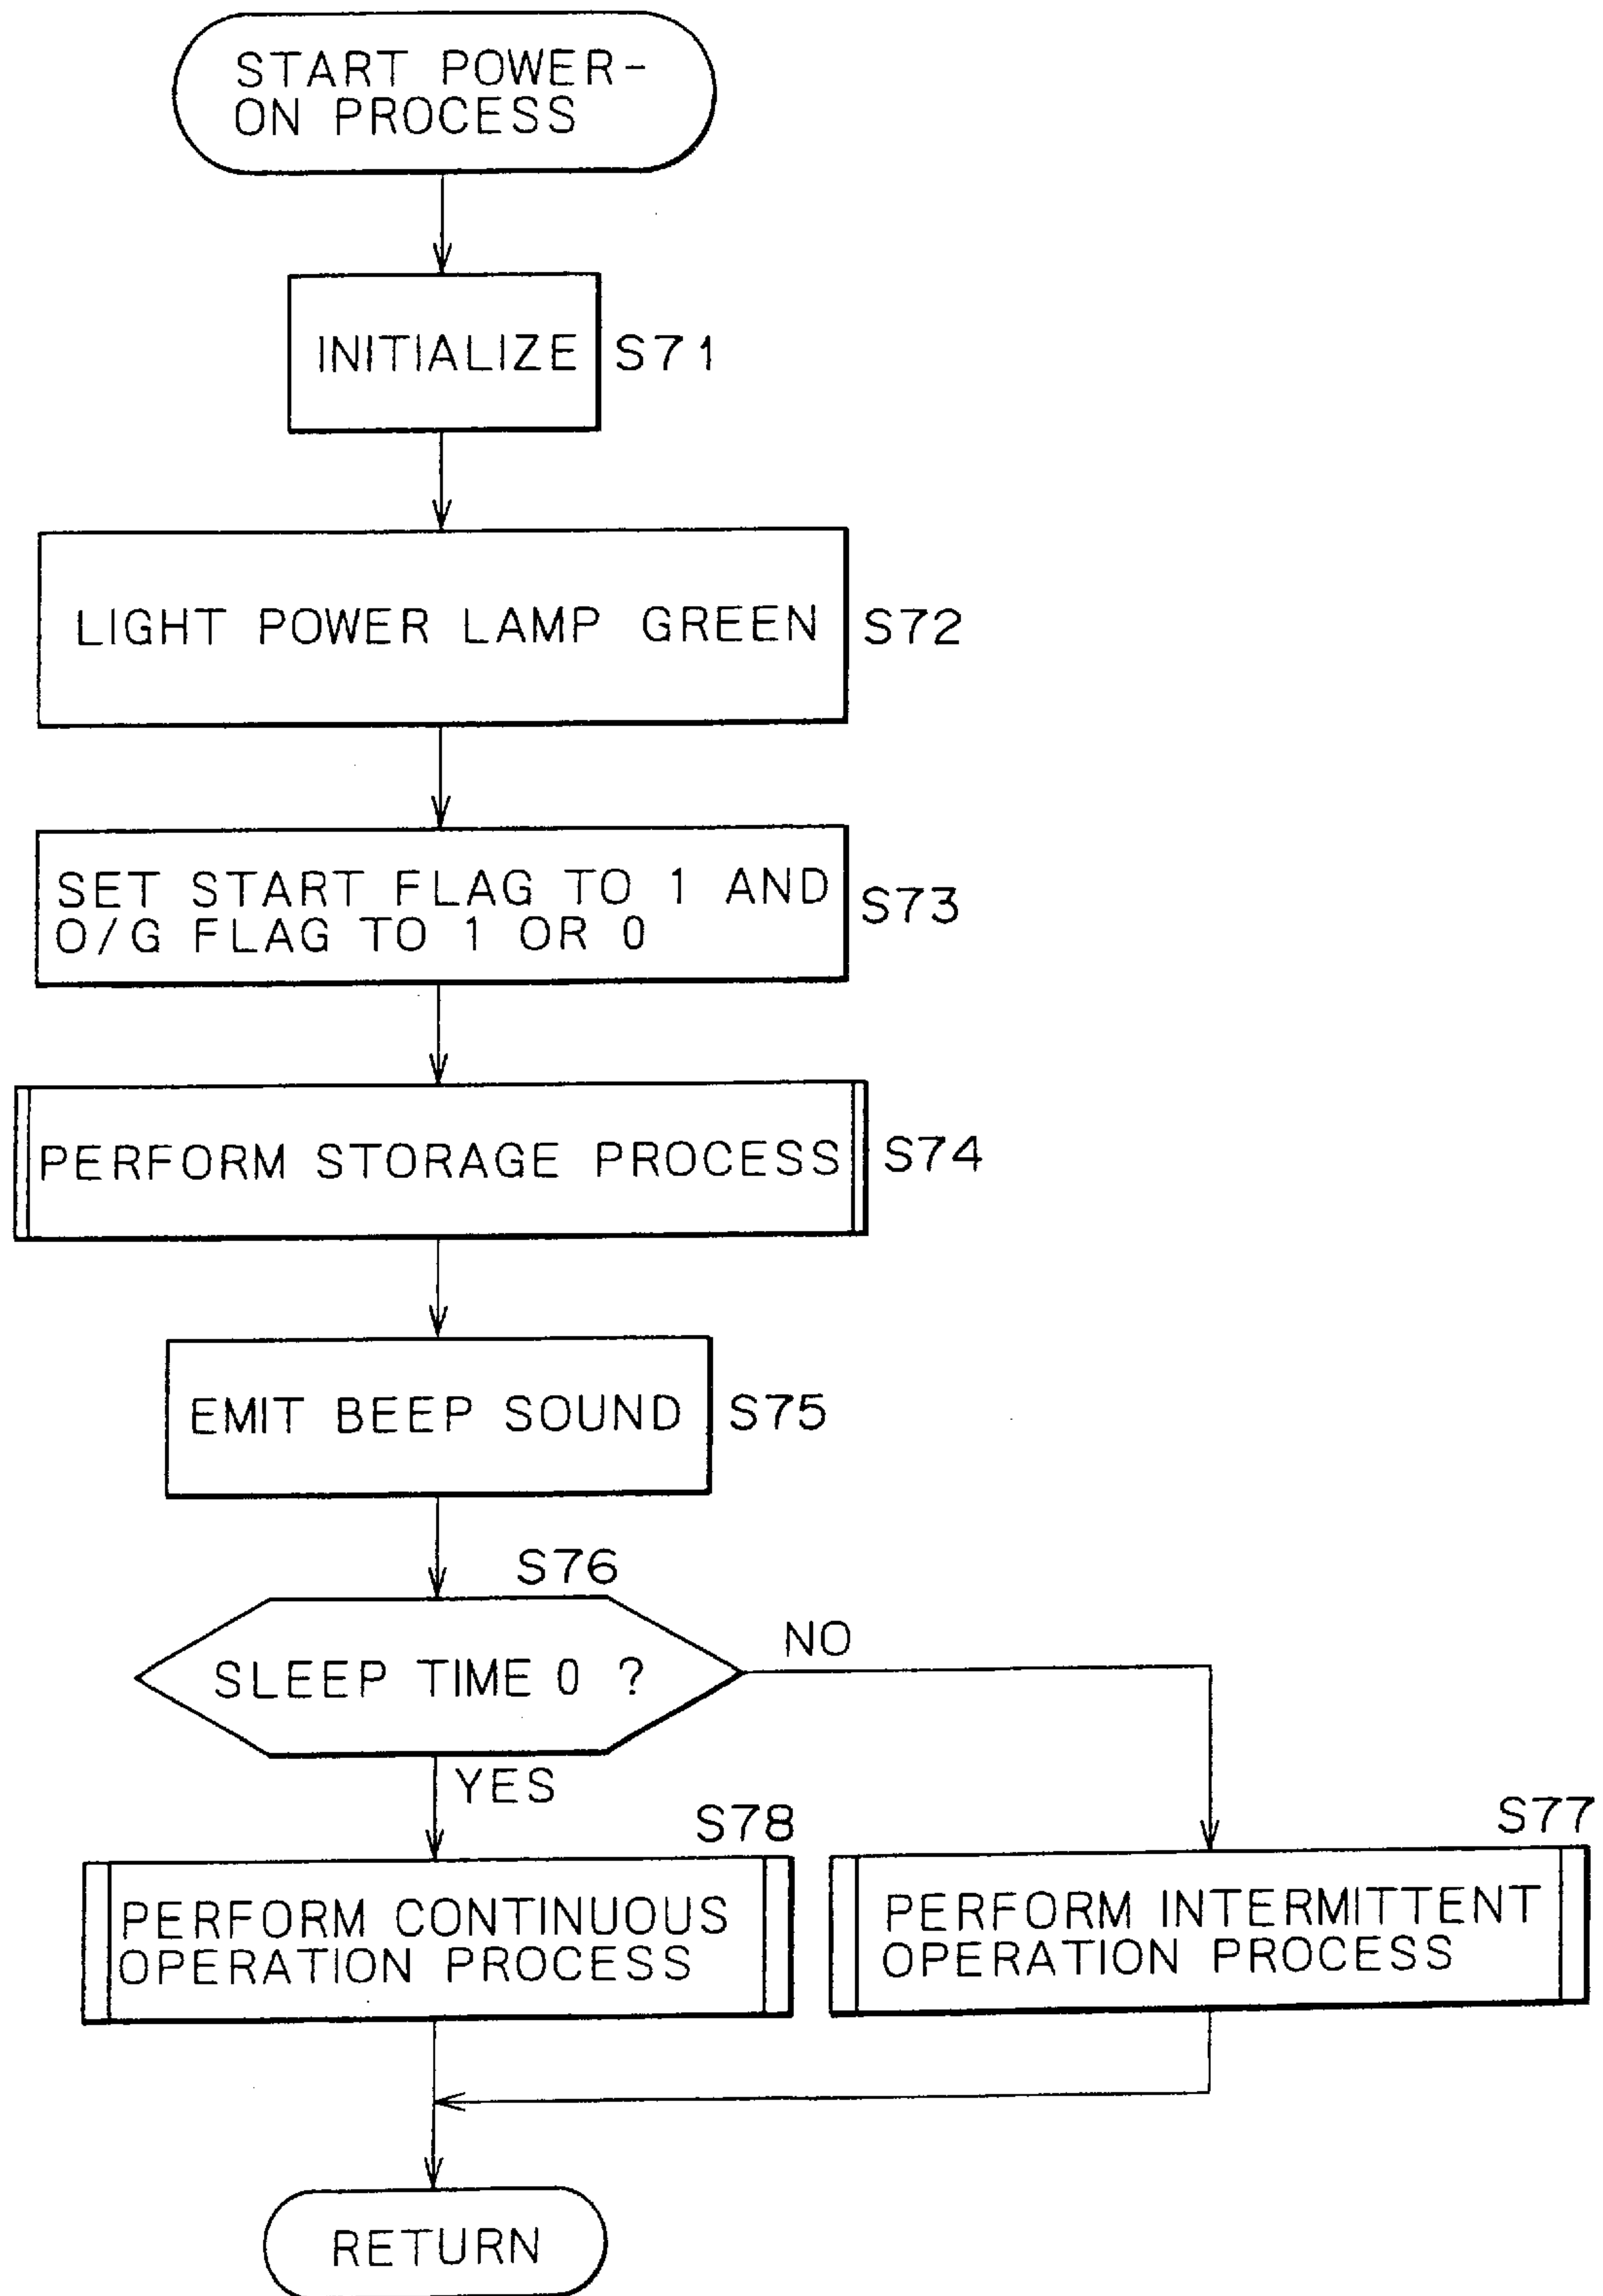 START POWER-
ON PROCESS
INITIALIZE S71
LIGHT POWER LAMP GREEN S72
SET START FLAG TO 1 AND
O/G FLAG TO 1 OR 0
S73
PERFORM STORAGE PROCESS S74
EMIT BEEP SOUND S75
S76
SLEEP TIME 0 ?
NO
YES
S78
PERFORM CONTINUOUS
OPERATION PROCESS
S77
PERFORM INTERMITTENT
OPERATION PROCESS
RETURN